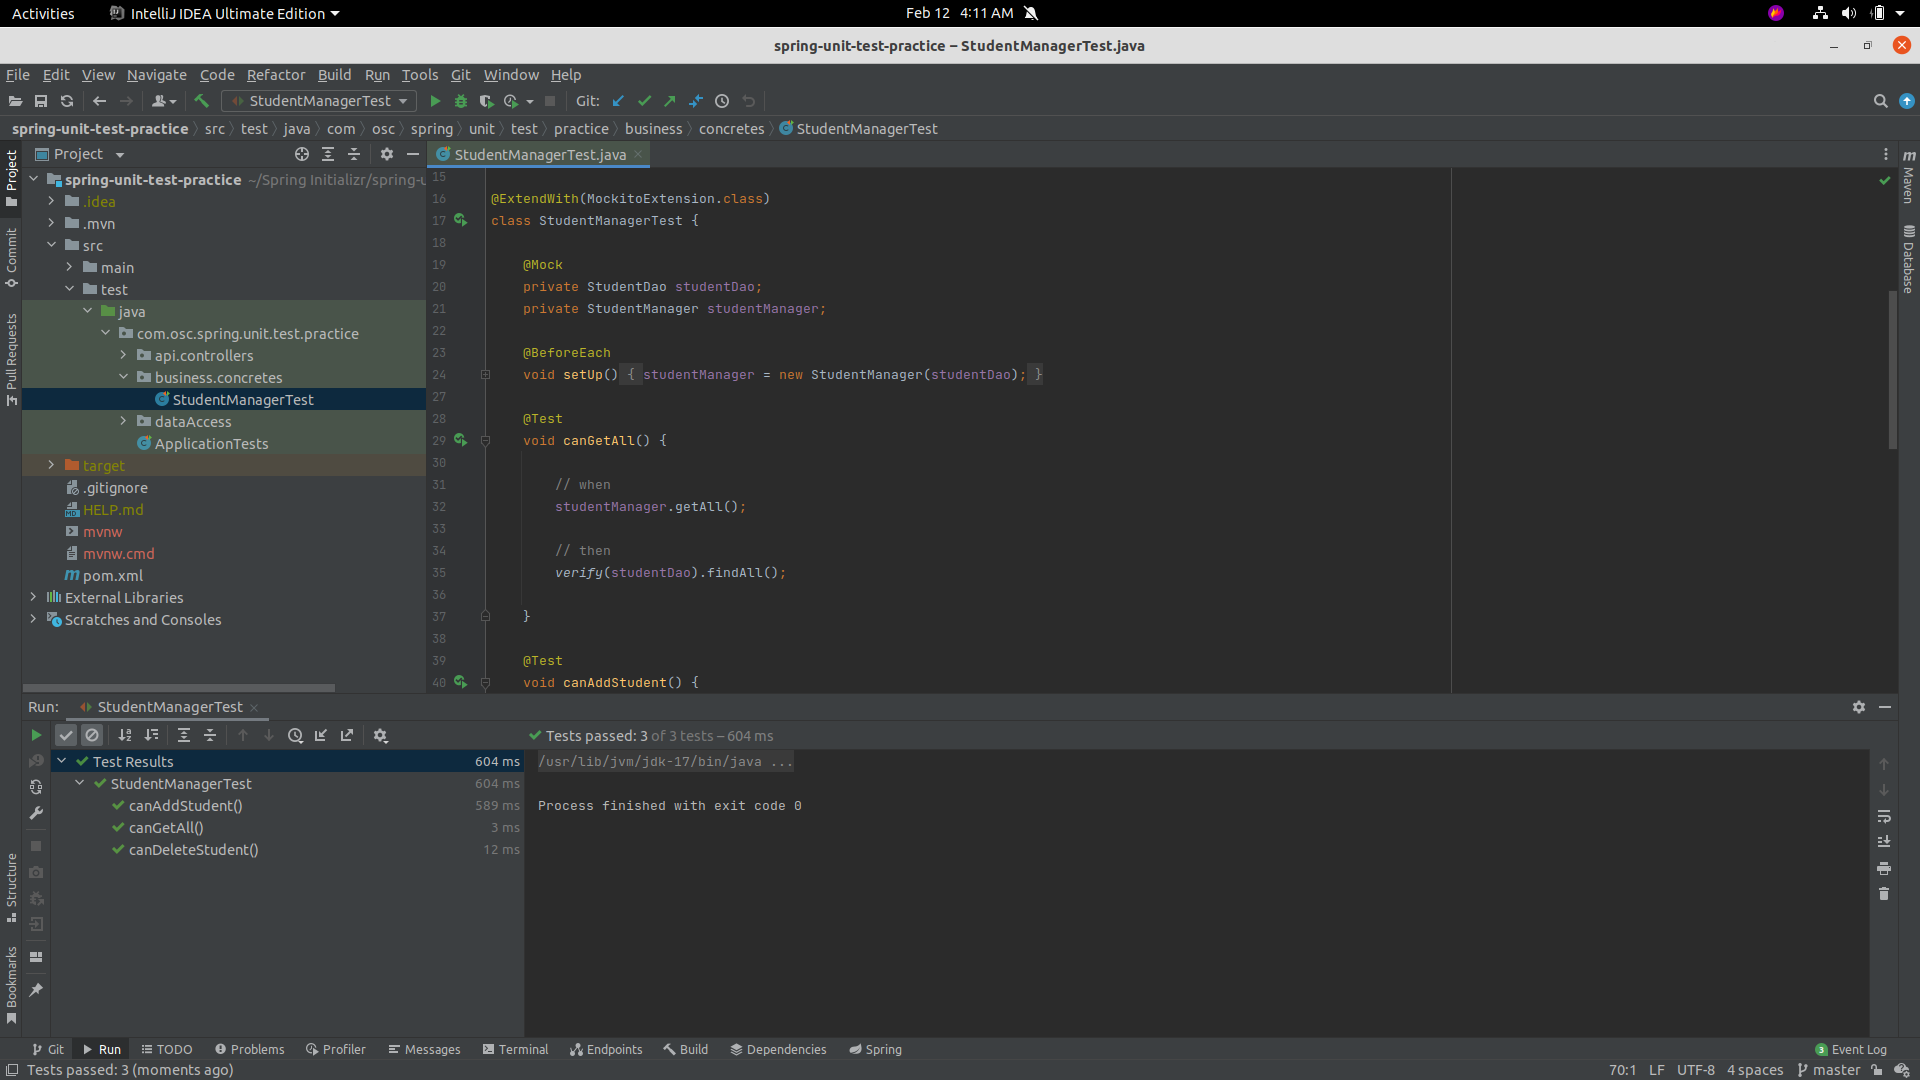 Activities IntelliJ IDEA Ultimate Edition Feb 12 4:11 AM
spring-unit-test-practice – StudentManagerTest.java
File Edit View Navigate Code Refactor Build Run Tools Git Window Help
StudentManagerTest Git:
spring-unit-test-practice src test java com osc spring unit test practice business concretes StudentManagerTest
Project
StudentManagerTest.java
spring-unit-test-practice ~/Spring Initializr/spring-u
.idea
.mvn
src
main
test
java
com.osc.spring.unit.test.practice
api.controllers
business.concretes
StudentManagerTest
dataAccess
ApplicationTests
target
.gitignore
HELP.md
mvnw
mvnw.cmd
pom.xml
External Libraries
Scratches and Consoles
15
16 @ExtendWith(MockitoExtension.class)
17 class StudentManagerTest {
18
19 @Mock
20 private StudentDao studentDao;
21 private StudentManager studentManager;
22
23 @BeforeEach
24 void setUp() { studentManager = new StudentManager(studentDao); }
27
28 @Test
29 void canGetAll() {
30
31 // when
32 studentManager.getAll();
33
34 // then
35 verify(studentDao).findAll();
36
37 }
38
39 @Test
40 void canAddStudent() {
Project
Commit
Pull Requests
Structure
Bookmarks
m Maven
Database
Run: StudentManagerTest
Tests passed: 3 of 3 tests – 604 ms
Test Results 604 ms
StudentManagerTest 604 ms
canAddStudent() 589 ms
canGetAll() 3 ms
canDeleteStudent() 12 ms
/usr/lib/jvm/jdk-17/bin/java ...
Process finished with exit code 0
Git Run TODO Problems Profiler Messages Terminal Endpoints Build Dependencies Spring 3 Event Log
Tests passed: 3 (moments ago) 70:1 LF UTF-8 4 spaces master